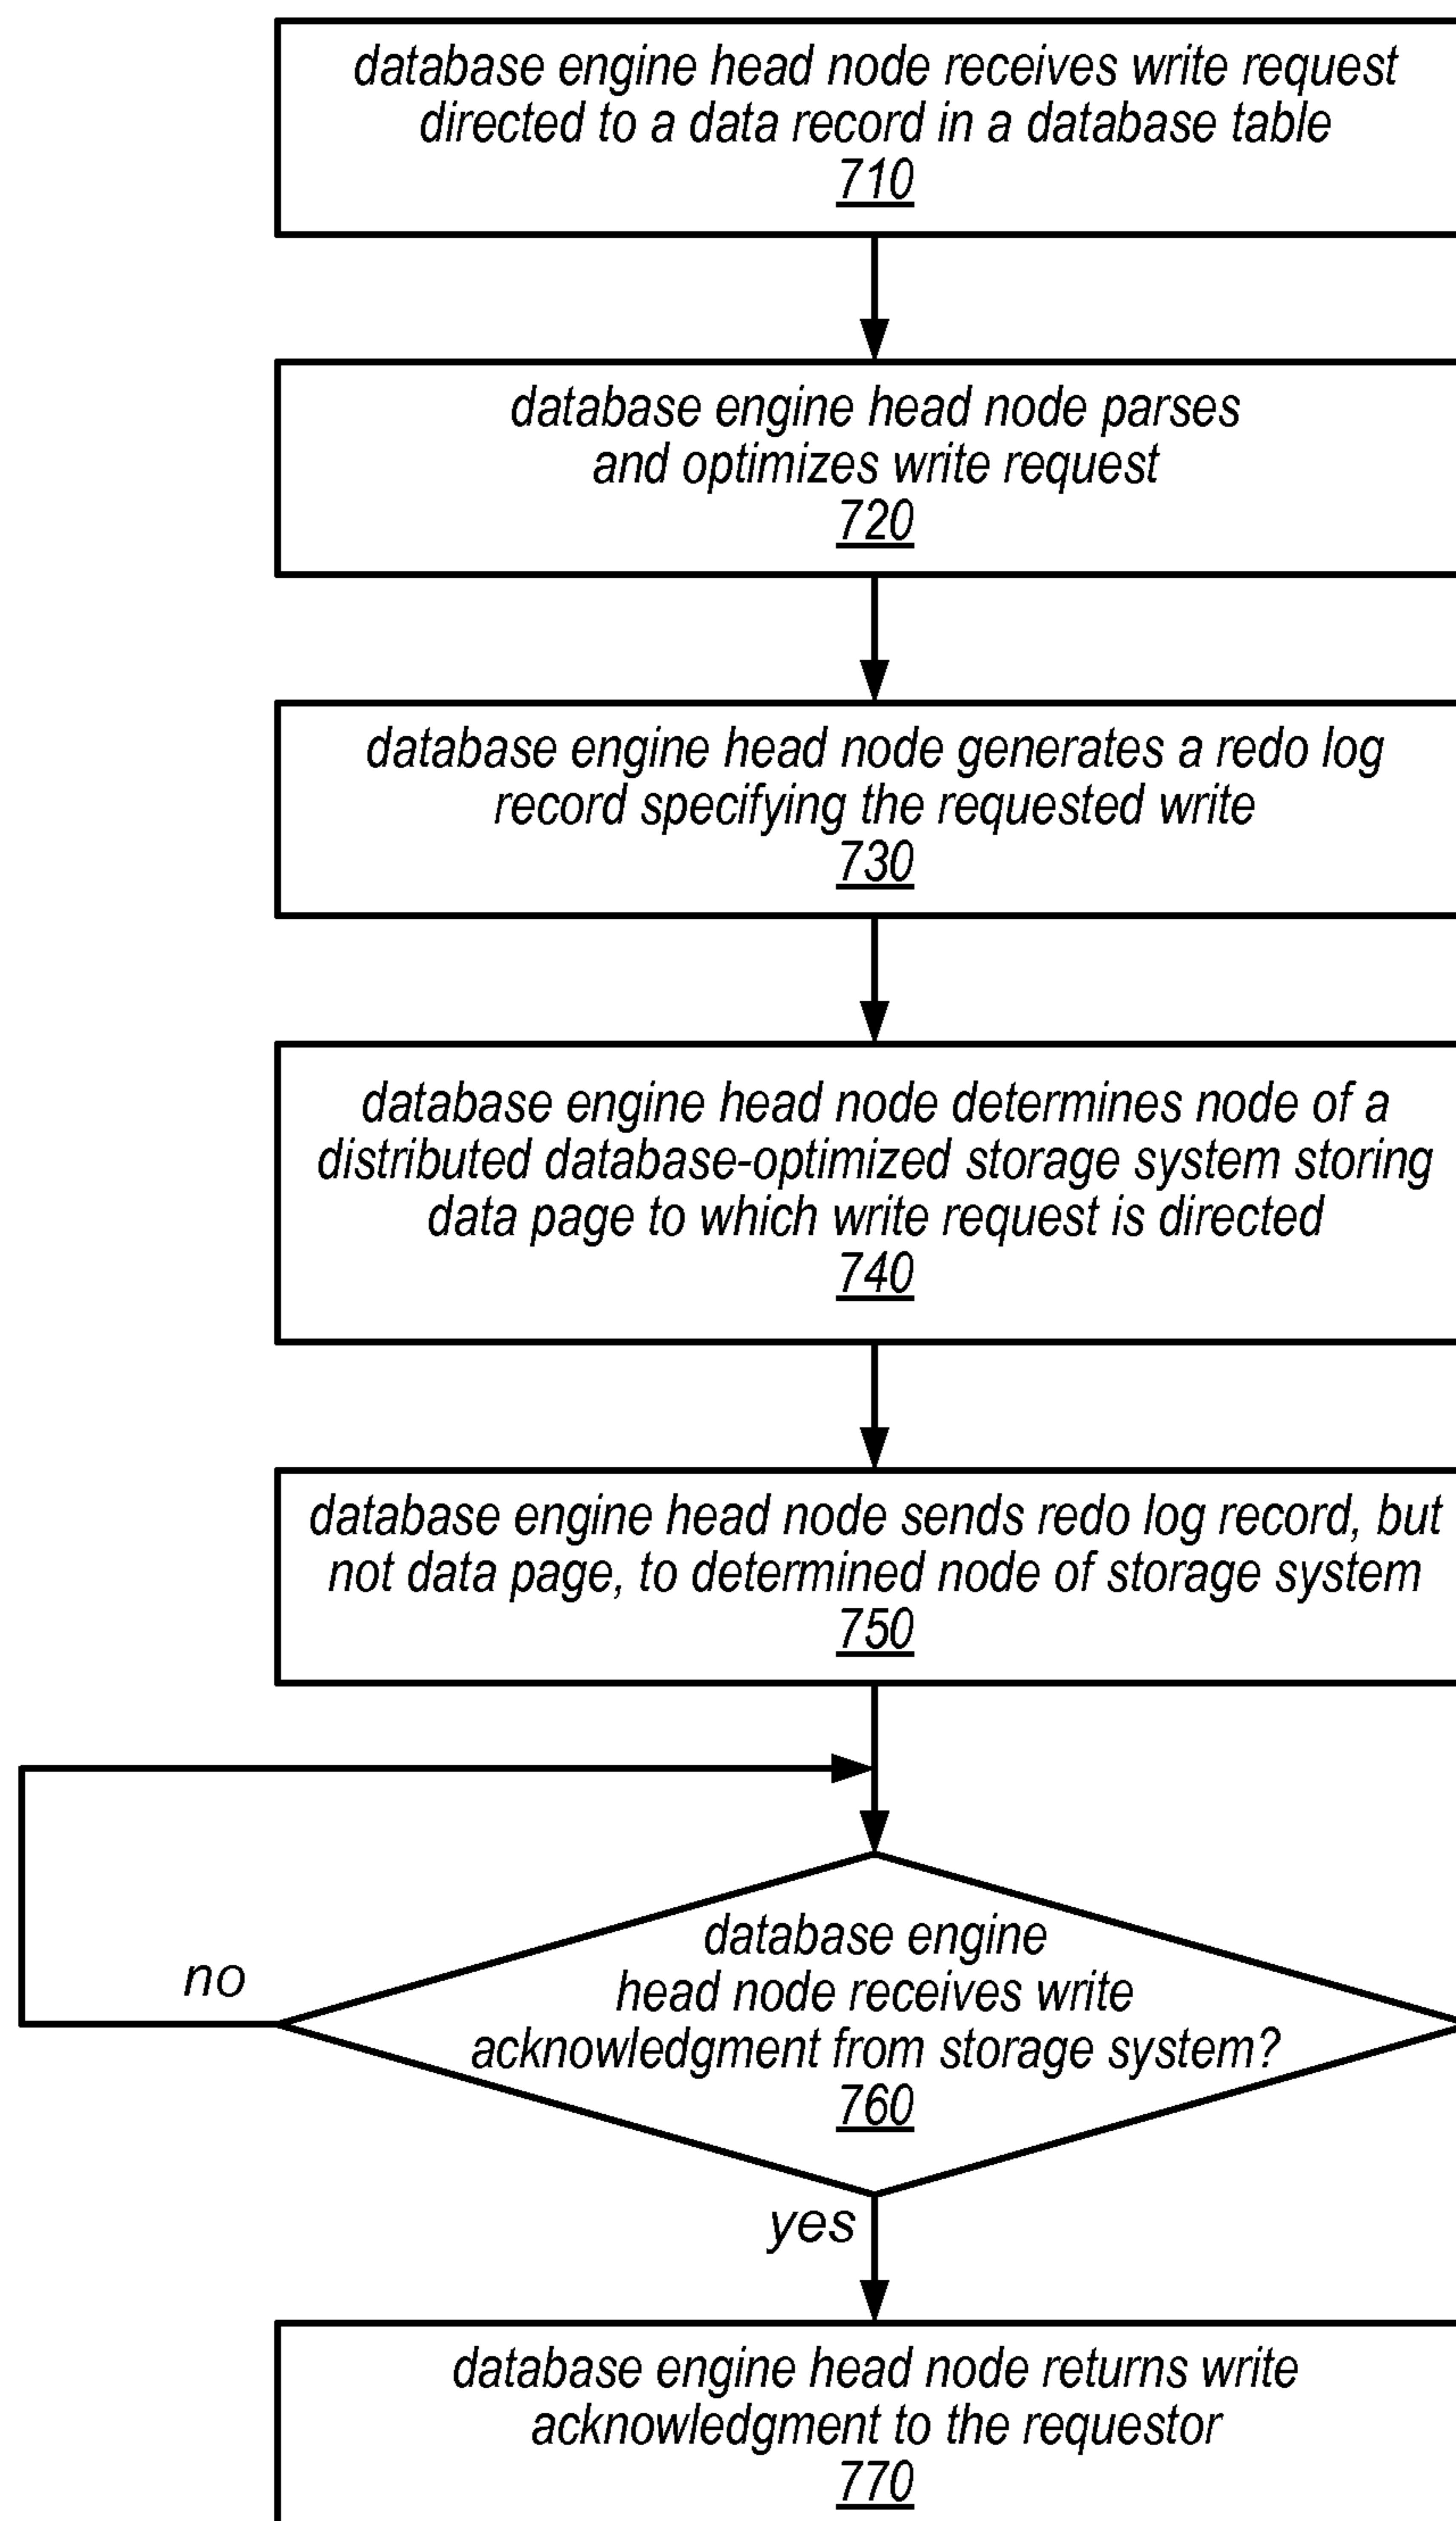 database engine head node receives write request
directed to a data record in a database table
710
database engine head node parses
and optimizes write request
720
database engine head node generates a redo log
record specifying the requested write
730
database engine head node determines node of a
distributed database-optimized storage system storing
data page to which write request is directed
740
database engine head node sends redo log record, but
not data page, to determined node of storage system
750
database engine
head node receives write
acknowledgment from storage system?
760
no
yes
database engine head node returns write
acknowledgment to the requestor
770